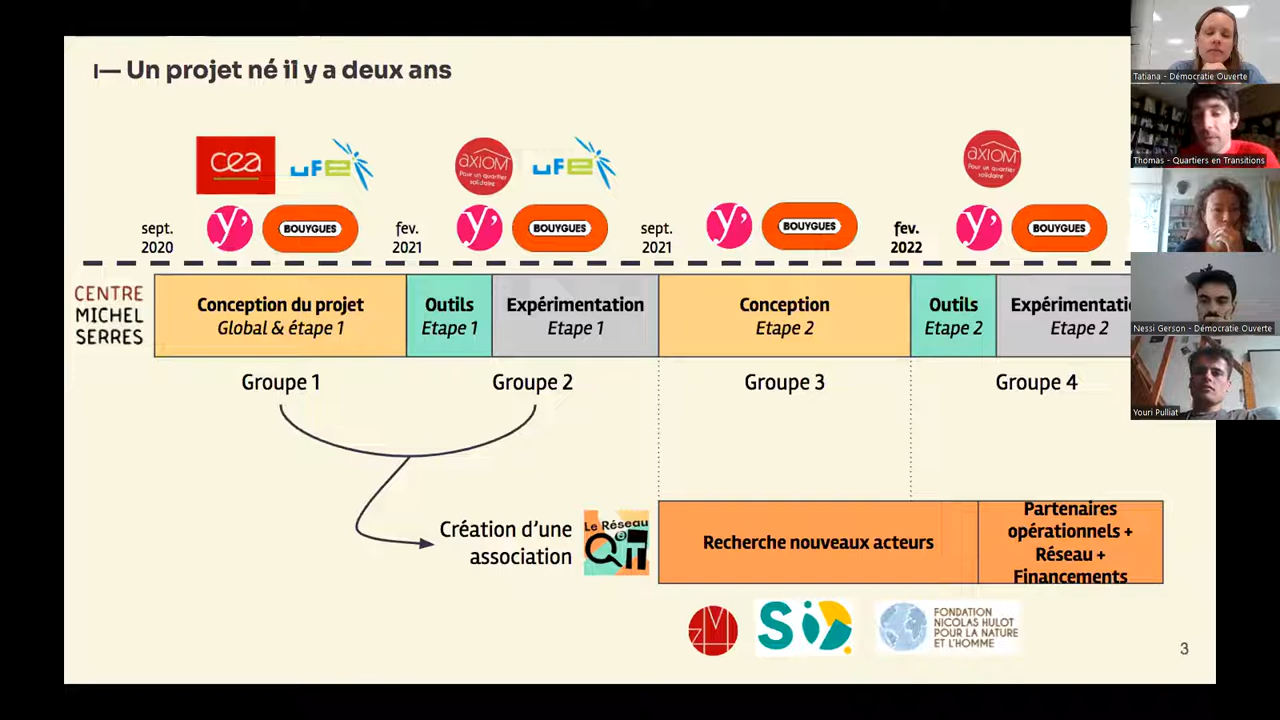 I— Un projet né il y a deux ans
cea
UFE
AXIOM
Pour un quartier
solidaire
UFE
AXIOM
Pour un quartier
solidaire
sept.
2020
y'
BOUYGUES
fev.
2021
y'
BOUYGUES
sept.
2021
y'
BOUYGUES
fev.
2022
y'
BOUYGUES
CENTRE
MICHEL
SERRES
Conception du projet
Global & étape 1
Outils
Etape 1
Expérimentation
Etape 1
Conception
Etape 2
Outils
Etape 2
Expérimentatio
Etape 2
Groupe 1
Groupe 2
Groupe 3
Groupe 4
Création d'une
association
Le Réseau
QiT
Recherche nouveaux acteurs
Partenaires
opérationnels +
Réseau +
Financements
FONDATION
NICOLAS HULOT
POUR LA NATURE
ET L'HOMME
3
Tatiana - Démocratie Ouverte
Thomas - Quartiers en Transitions
Nessi Gerson - Démocratie Ouverte
Youri Pulliat